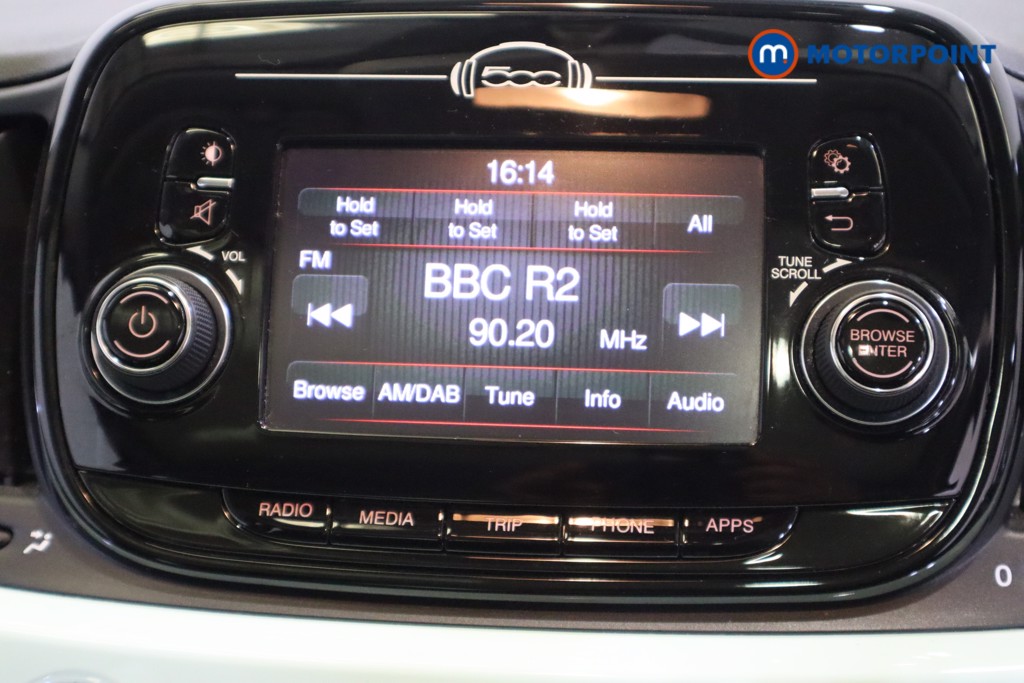 m MOTORPOINT
500
16:14
Hold to Set
Hold to Set
Hold to Set
All
FM
BBC R2
90.20 MHz
Browse AM/DAB Tune Info Audio
VOL
TUNE
SCROLL
BROWSE
ENTER
RADIO MEDIA TRIP PHONE APPS
0